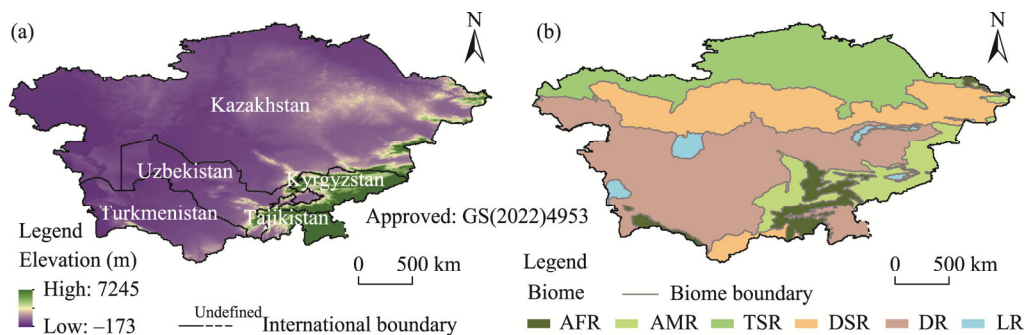 (a)
N
Kazakhstan
Uzbekistan
Kyrgyzstan
Turkmenistan
Tajikistan
Approved: GS(2022)4953
Legend
Elevation (m)
High: 7245
Low: –173
0 500 km
Undefined
International boundary
(b)
N
0 500 km
Legend
Biome
Biome boundary
AFR AMR TSR DSR DR LR